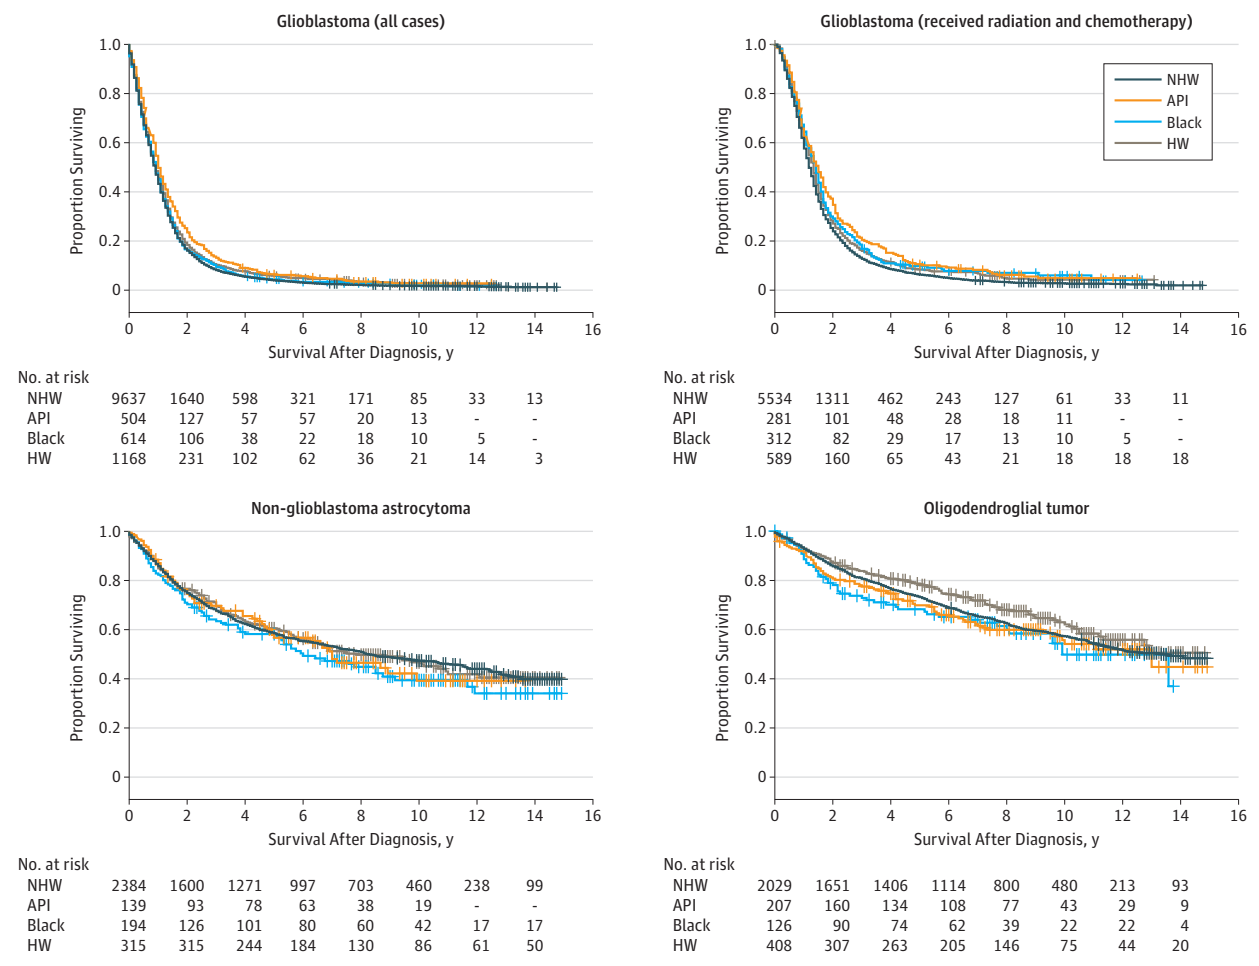 Glioblastoma (all cases)
1.0
0.8
0.6
0.4
0.2
0
Proportion Surviving
0 2 4 6 8 10 12 14 16
Survival After Diagnosis, y
No. at risk
NHW 9637 1640 598 321 171 85 33 13
API 504 127 57 57 20 13 - -
Black 614 106 38 22 18 10 5 -
HW 1168 231 102 62 36 21 14 3
Glioblastoma (received radiation and chemotherapy)
1.0
0.8
0.6
0.4
0.2
0
Proportion Surviving
NHW
API
Black
HW
0 2 4 6 8 10 12 14 16
Survival After Diagnosis, y
No. at risk
NHW 5534 1311 462 243 127 61 33 11
API 281 101 48 28 18 11 - -
Black 312 82 29 17 13 10 5 -
HW 589 160 65 43 21 18 18 18
Non-glioblastoma astrocytoma
1.0
0.8
0.6
0.4
0.2
0
Proportion Surviving
0 2 4 6 8 10 12 14 16
Survival After Diagnosis, y
No. at risk
NHW 2384 1600 1271 997 703 460 238 99
API 139 93 78 63 38 19 - -
Black 194 126 101 80 60 42 17 17
HW 315 315 244 184 130 86 61 50
Oligodendroglial tumor
1.0
0.8
0.6
0.4
0.2
0
Proportion Surviving
0 2 4 6 8 10 12 14 16
Survival After Diagnosis, y
No. at risk
NHW 2029 1651 1406 1114 800 480 213 93
API 207 160 134 108 77 43 29 9
Black 126 90 74 62 39 22 22 4
HW 408 307 263 205 146 75 44 20